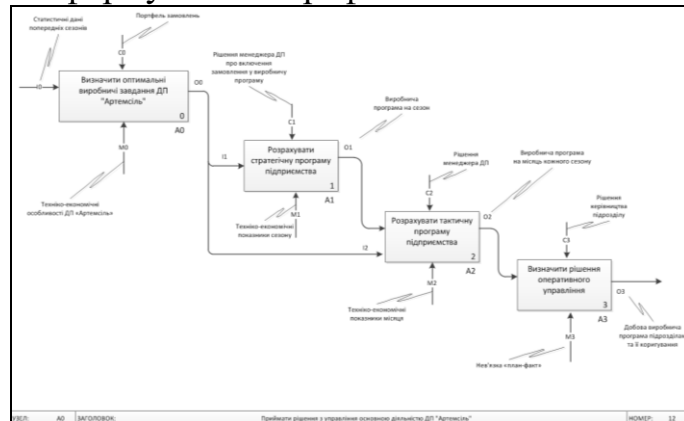 Статистичні дані
попередніх сезонів
Портфель замовлень
C0
I0
Визначити оптимальні
виробничі завдання ДП
"Артемсіль"
0
A0
O0
M0
Техніко-економічні
особливості ДП «Артемсіль»
Рішення менеджера ДП
про включення
замовлення у виробничу
програму
C1
I1
Розрахувати
стратегічну програму
підприємства
1
A1
O1
M1
Техніко-економічні
показники сезону
Виробнича
програма на сезон
Рішення
менеджера ДП
C2
I2
Розрахувати тактичну
програму
підприємства
2
A2
O2
M2
Техніко-економічні
показники місяця
Виробнича програма
на місяць кожного сезону
Рішення
керівництва
підрозділу
C3
Визначити рішення
оперативного
управління
3
A3
O3
M3
Нев'язка «план-факт»
Добова виробнича
програма підрозділам
та її коригування
УЗЕЛ: A0 ЗАГОЛОВОК: Приймати рішення з управління основною діяльністю ДП "Артемсіль" НОМЕР: 12